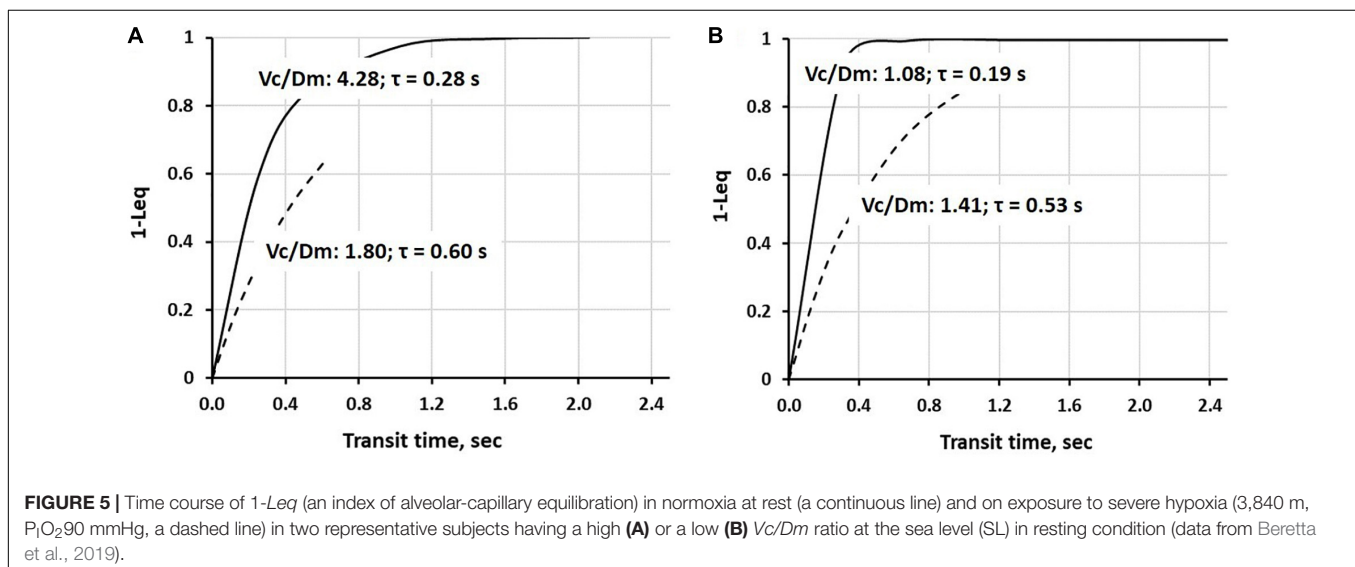 A
1
0.8
0.6
0.4
0.2
0
1-Leq
Vc/Dm: 4.28; τ = 0.28 s
Vc/Dm: 1.80; τ = 0.60 s
0.0 0.4 0.8 1.2 1.6 2.0 2.4
Transit time, sec
B
1
0.8
0.6
0.4
0.2
0
1-Leq
Vc/Dm: 1.08; τ = 0.19 s
Vc/Dm: 1.41; τ = 0.53 s
0.0 0.4 0.8 1.2 1.6 2.0 2.4
Transit time, sec
FIGURE 5 | Time course of 1-Leq (an index of alveolar-capillary equilibration) in normoxia at rest (a continuous line) and on exposure to severe hypoxia (3,840 m,
PIO290 mmHg, a dashed line) in two representative subjects having a high (A) or a low (B) Vc/Dm ratio at the sea level (SL) in resting condition (data from Beretta
et al., 2019).